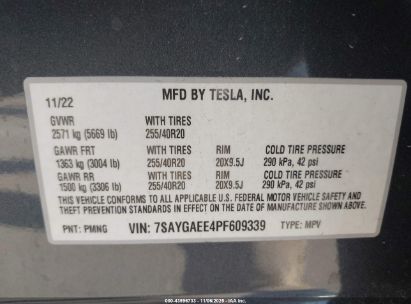 MFD BY TESLA, INC.
11/22
GVWR WITH TIRES
2571 kg (5669 lb) 255/40R20
GAWR FRT WITH TIRES RIM COLD TIRE PRESSURE
1363 kg (3004 lb) 255/40R20 20X9.5J 290 kPa, 42 psi
GAWR RR WITH TIRES RIM COLD TIRE PRESSURE
1500 kg (3306 lb) 255/40R20 20X9.5J 290 kPa, 42 psi
THIS VEHICLE CONFORMS TO ALL APPLICABLE U.S. FEDERAL MOTOR VEHICLE SAFETY AND
THEFT PREVENTION STANDARDS IN EFFECT ON THE DATE OF MANUFACTURE SHOWN ABOVE.
PNT: PMNG VIN: 7SAYGAEE4PF609339 TYPE: MPV